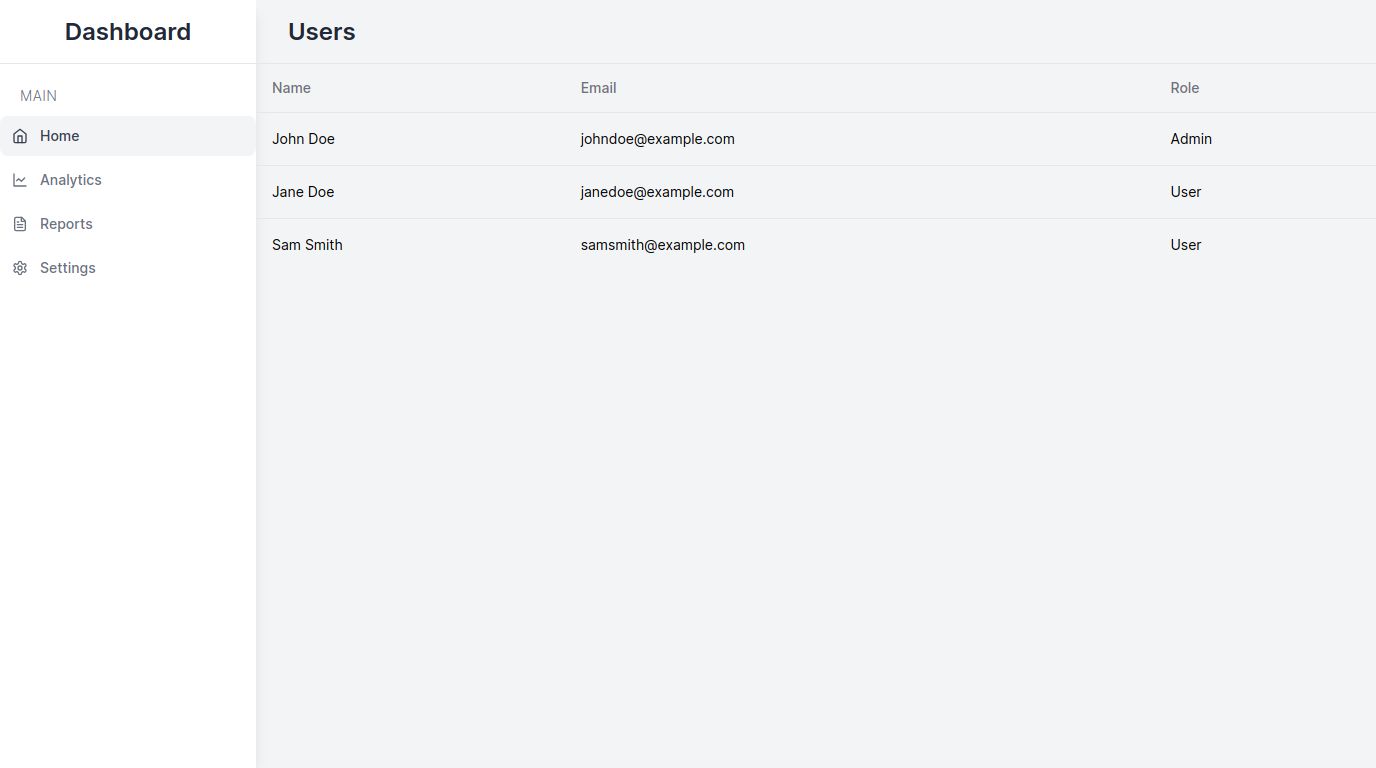 Dashboard
MAIN
Home
Analytics
Reports
Settings
Users
Name Email Role
John Doe johndoe@example.com Admin
Jane Doe janedoe@example.com User
Sam Smith samsmith@example.com User